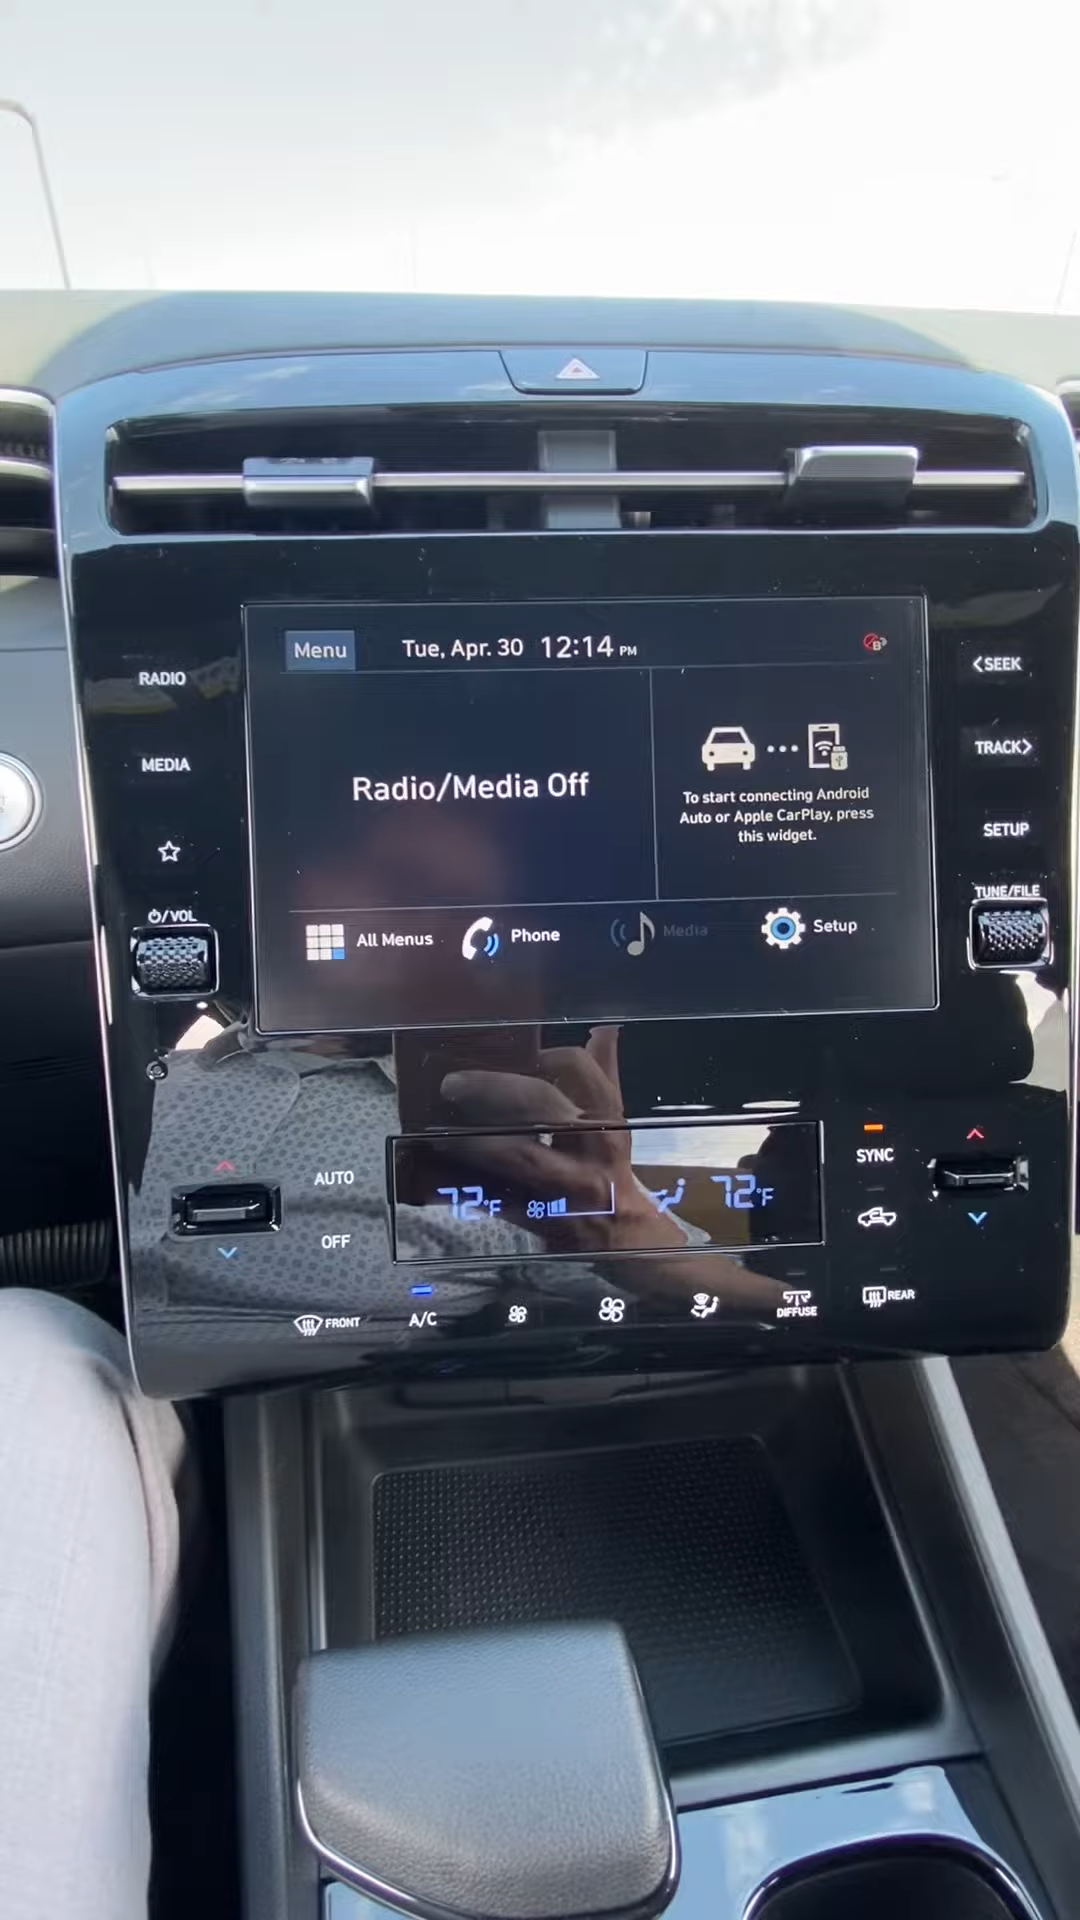 Menu
Tue, Apr. 30 12:14 PM
B
RADIO
MEDIA
⏻/VOL
Radio/Media Off
To start connecting Android
Auto or Apple CarPlay, press
this widget.
All Menus
Phone
Media
Setup
<SEEK
TRACK>
SETUP
TUNE/FILE
AUTO
OFF
72°F
72°F
SYNC
FRONT
A/C
DIFFUSE
REAR